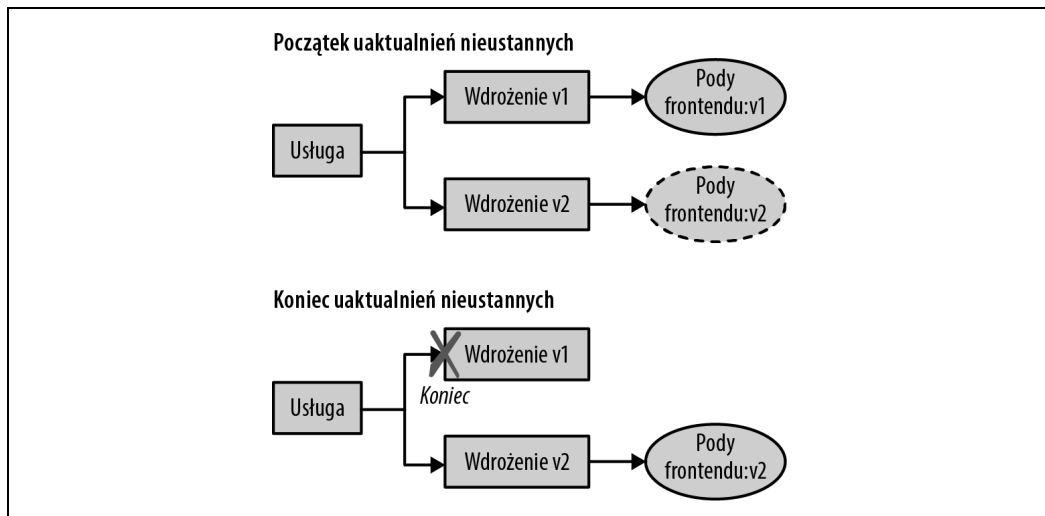 Początek uaktualnień nieustannych
Usługa
Wdrożenie v1
Pody
frontendu:v1
Wdrożenie v2
Pody
frontendu:v2
Koniec uaktualnień nieustannych
Usługa
Wdrożenie v1
Koniec
Wdrożenie v2
Pody
frontendu:v2